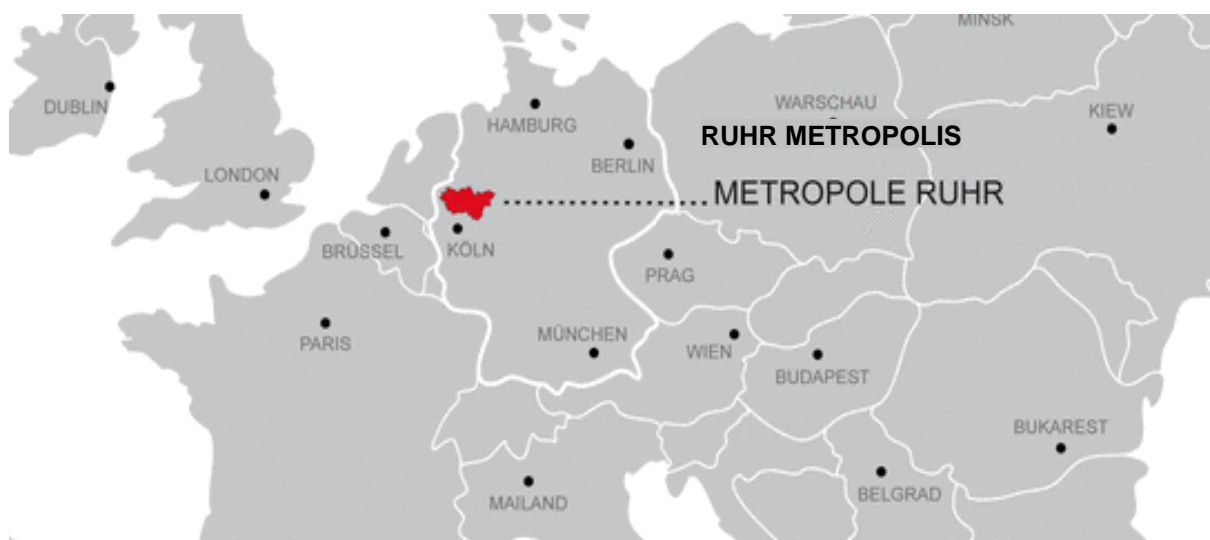 MINSK
DUBLIN
HAMBURG
WARSCHAU
KIEW
RUHR METROPOLIS
BERLIN
LONDON
METROPOLE RUHR
BRÜSSEL
KÖLN
PRAG
PARIS
MÜNCHEN
WIEN
BUDAPEST
BUKAREST
MAILAND
BELGRAD